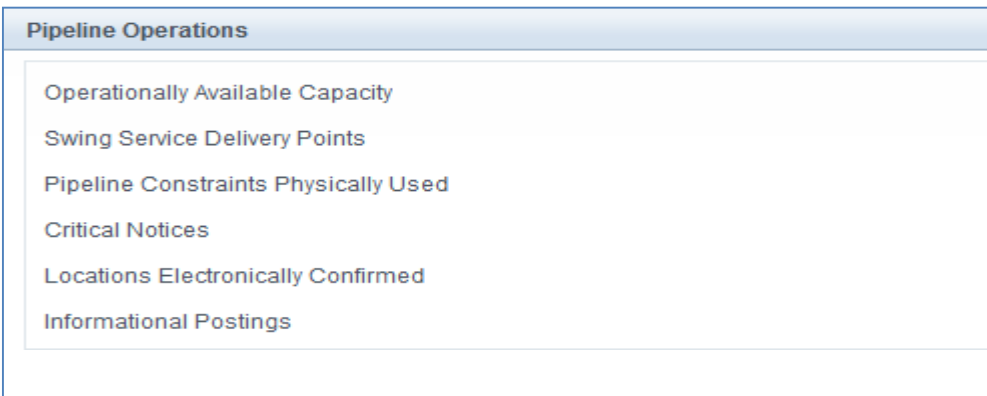 Pipeline Operations
Operationally Available Capacity
Swing Service Delivery Points
Pipeline Constraints Physically Used
Critical Notices
Locations Electronically Confirmed
Informational Postings